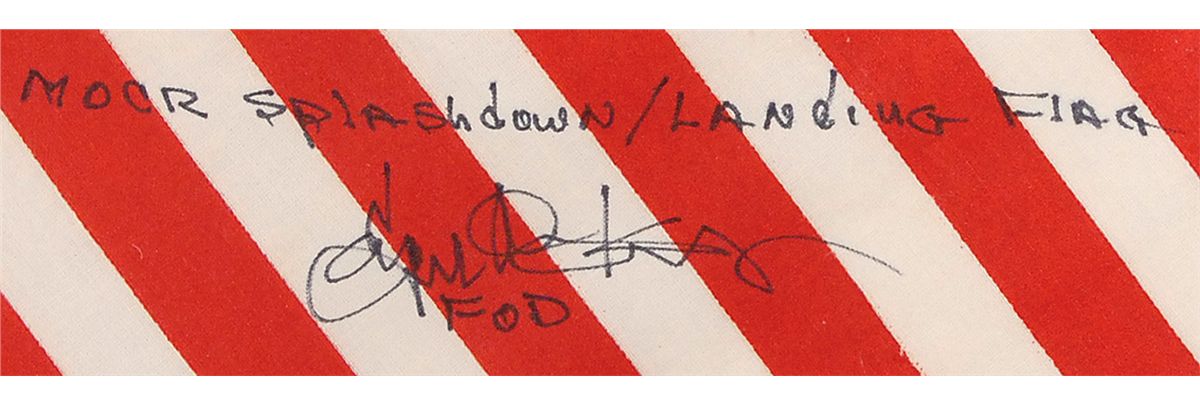 MOCR Splashdown/Landing Flag
FOD